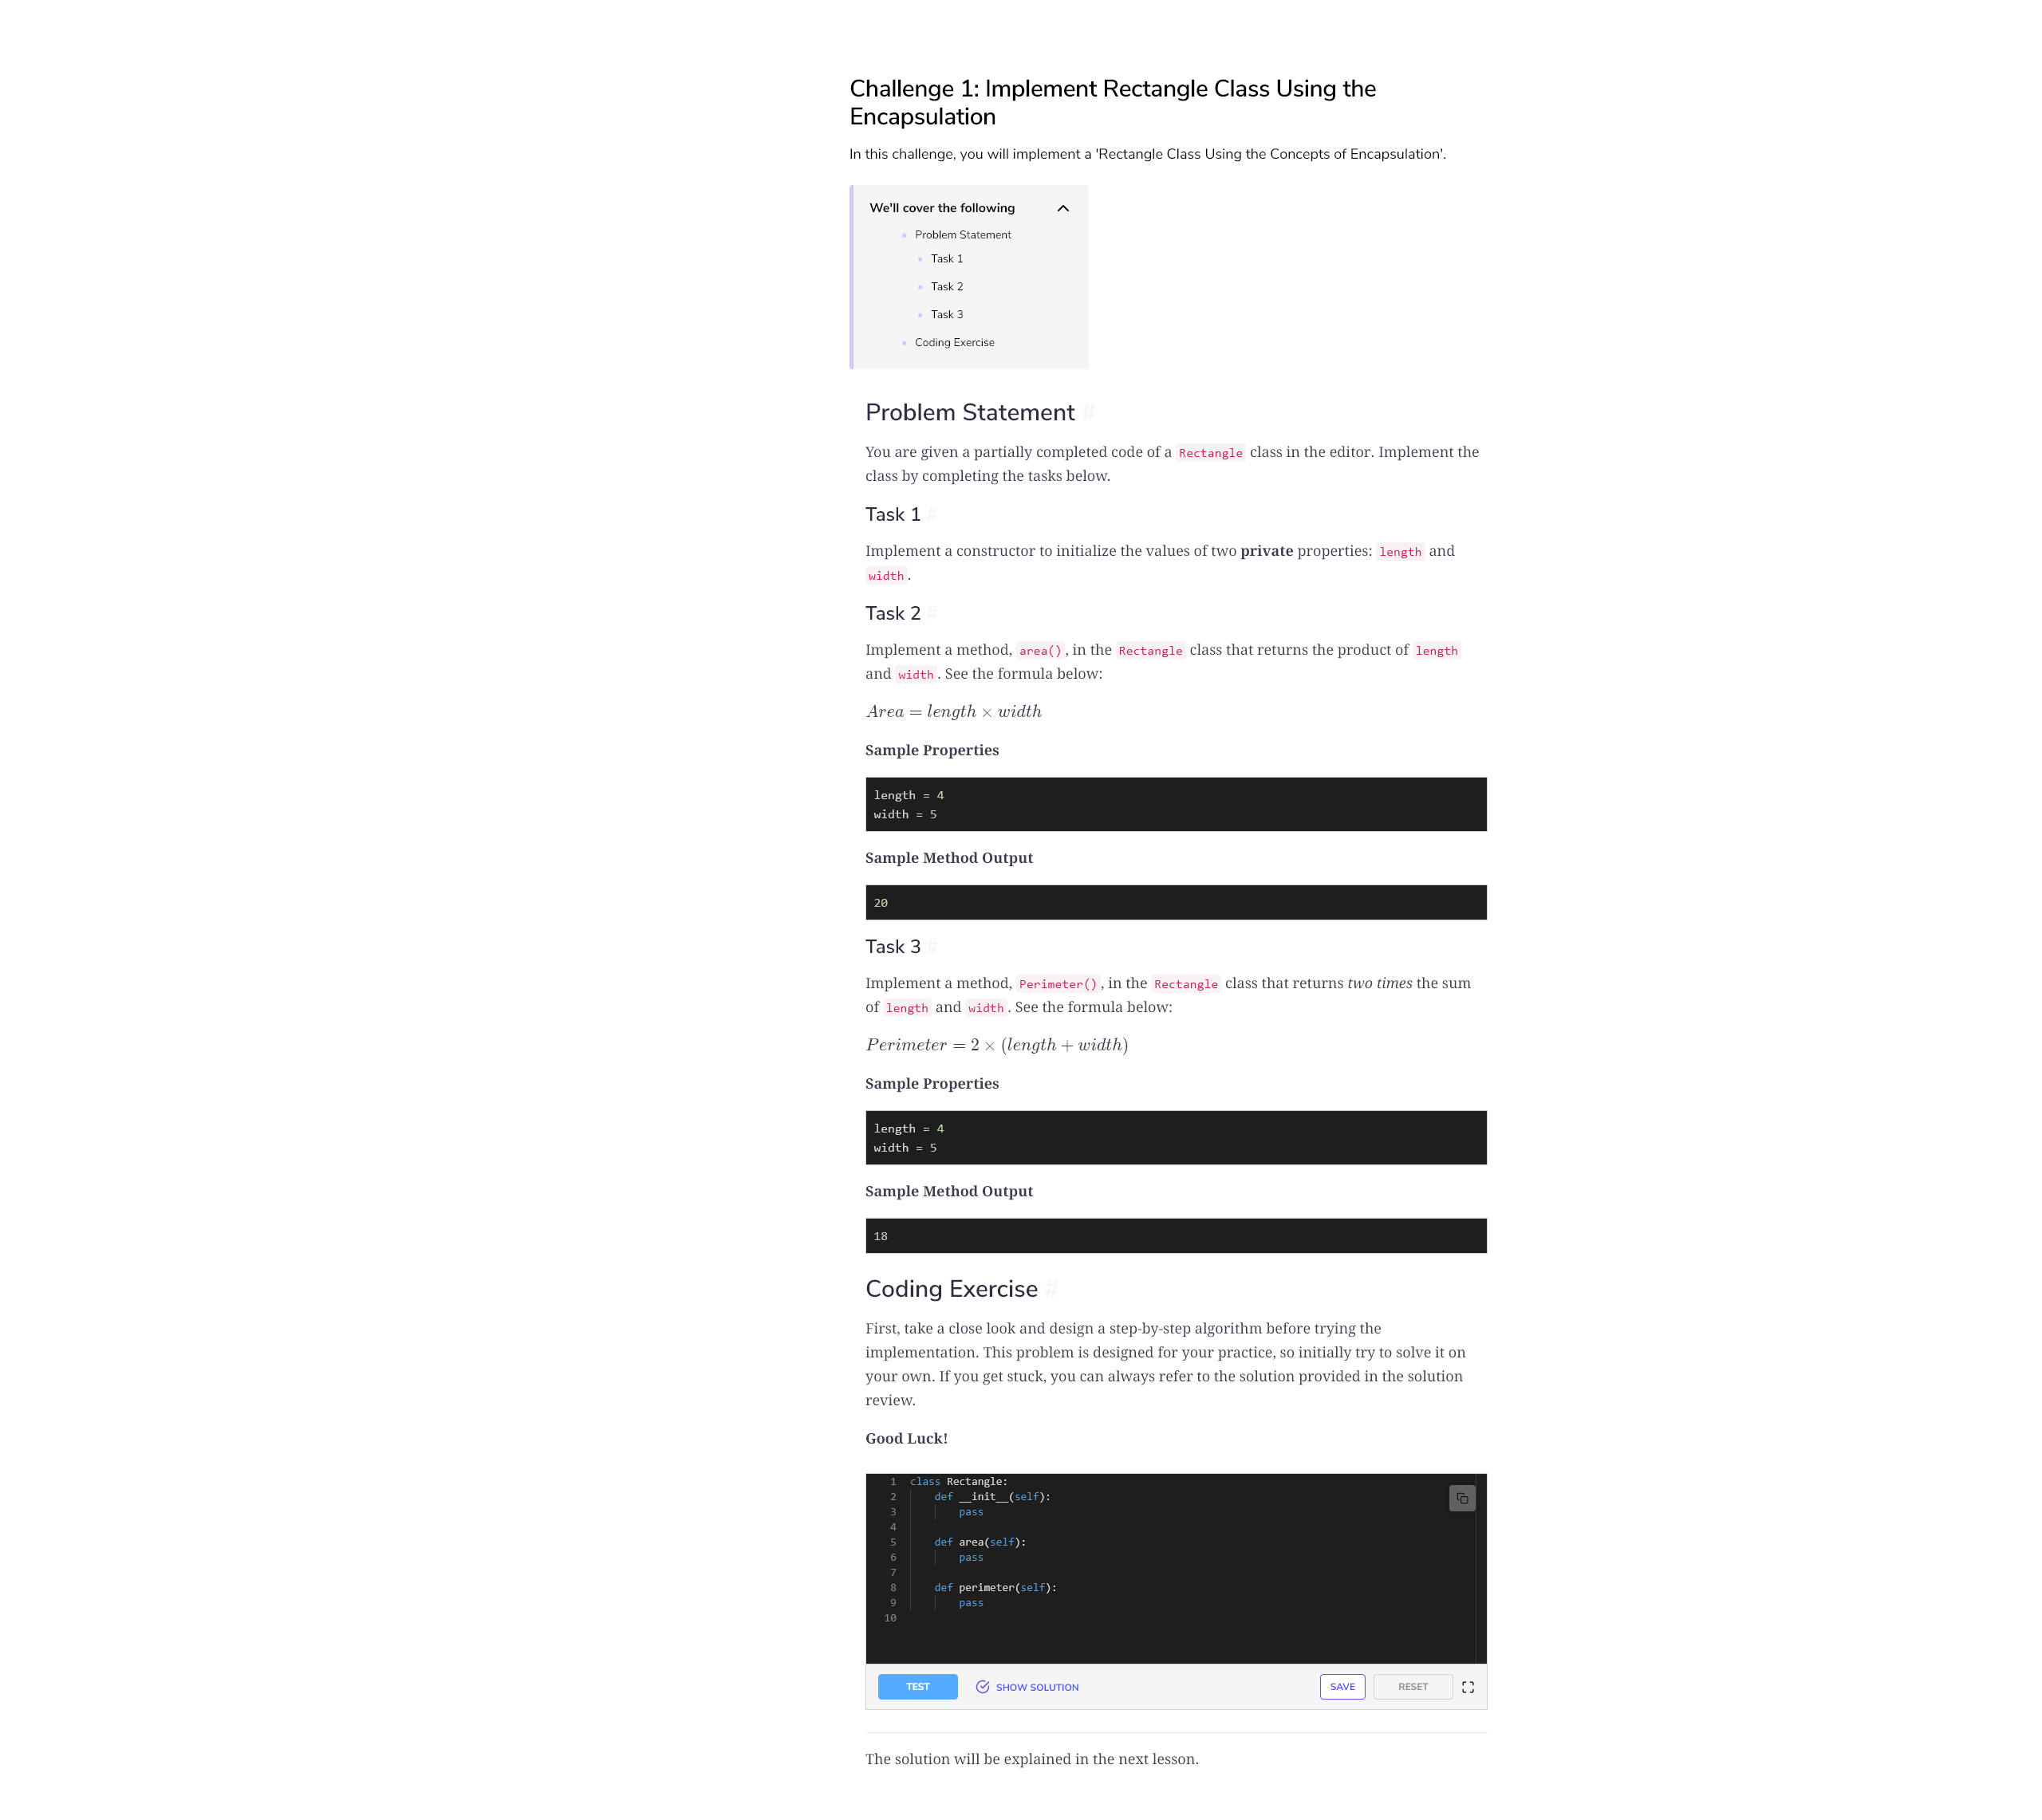 Challenge 1: Implement Rectangle Class Using the
Encapsulation
In this challenge, you will implement a 'Rectangle Class Using the Concepts of Encapsulation'.
We'll cover the following
Problem Statement
Task 1
Task 2
Task 3
Coding Exercise
Problem Statement #
You are given a partially completed code of a Rectangle class in the editor. Implement the
class by completing the tasks below.
Task 1 #
Implement a constructor to initialize the values of two private properties: length and
width.
Task 2 #
Implement a method, area(), in the Rectangle class that returns the product of length
and width. See the formula below:
Area = length × width
Sample Properties
length = 4
width = 5
Sample Method Output
20
Task 3 #
Implement a method, Perimeter(), in the Rectangle class that returns two times the sum
of length and width. See the formula below:
Perimeter = 2 × (length + width)
Sample Properties
length = 4
width = 5
Sample Method Output
18
Coding Exercise #
First, take a close look and design a step-by-step algorithm before trying the
implementation. This problem is designed for your practice, so initially try to solve it on
your own. If you get stuck, you can always refer to the solution provided in the solution
review.
Good Luck!
1 class Rectangle:
2 def __init__(self):
3 pass
4
5 def area(self):
6 pass
7
8 def perimeter(self):
9 pass
10
TEST SHOW SOLUTION SAVE RESET
The solution will be explained in the next lesson.